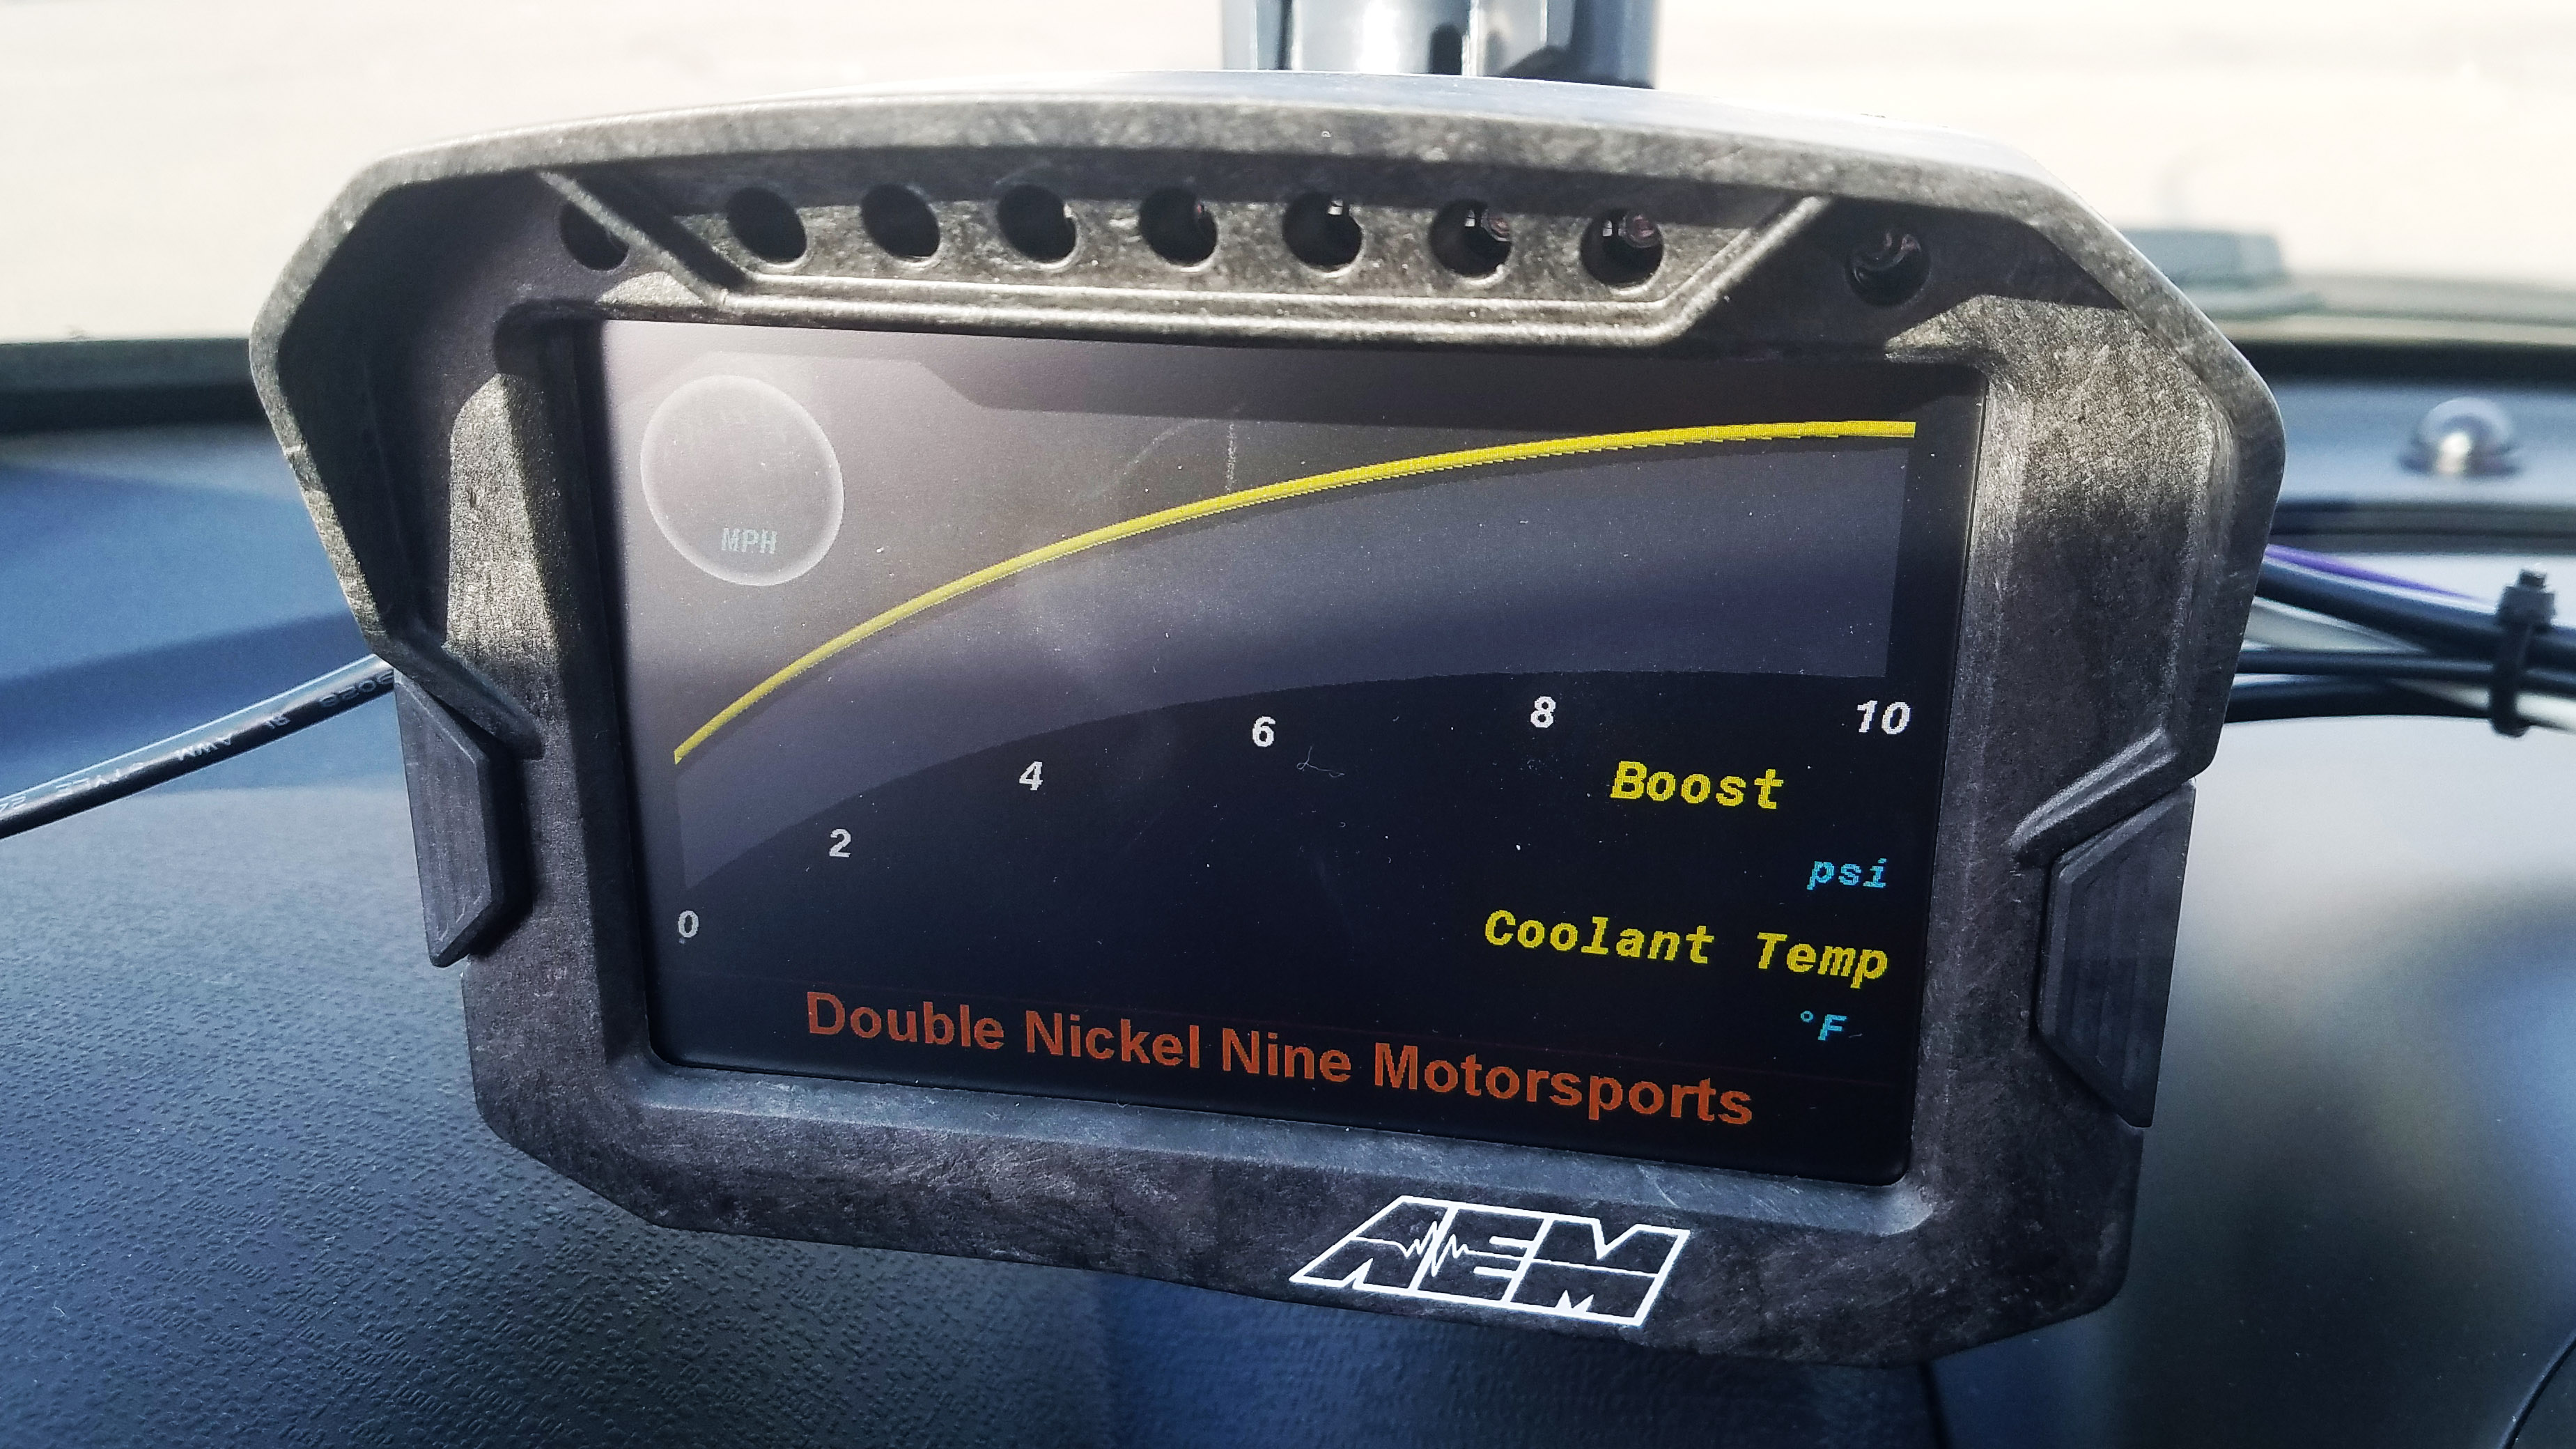 MPH
0 2 4 6 8 10
Boost
psi
Coolant Temp
°F
Double Nickel Nine Motorsports
AEM